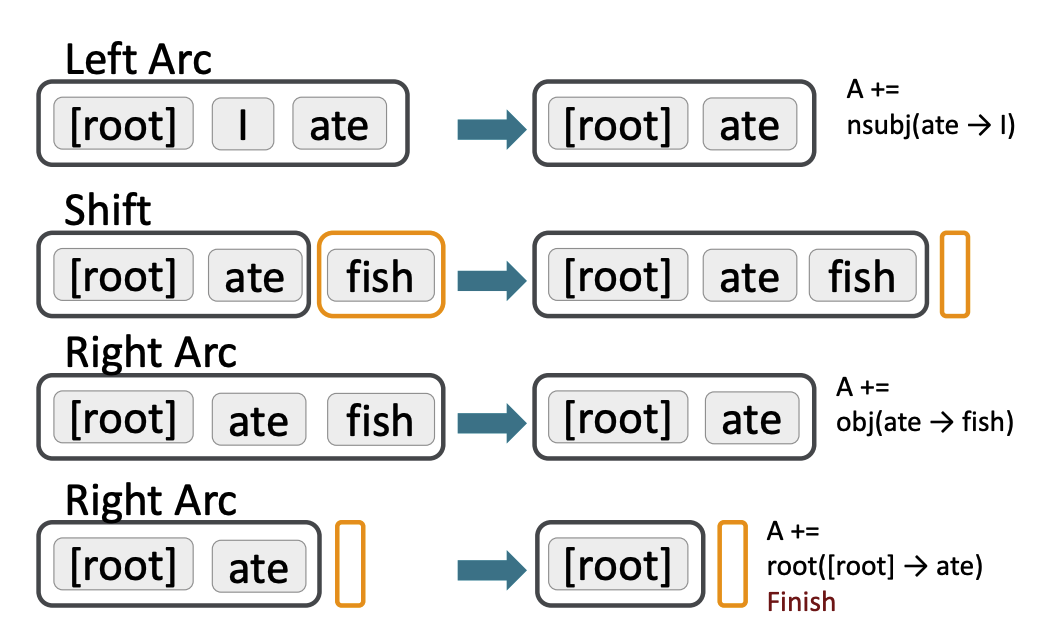 Left Arc
[root] I ate [root] ate
A +=
nsubj(ate → I)
Shift
[root] ate fish [root] ate fish
Right Arc
[root] ate fish [root] ate
A +=
obj(ate → fish)
Right Arc
[root] ate [root]
A +=
root([root] → ate)
Finish